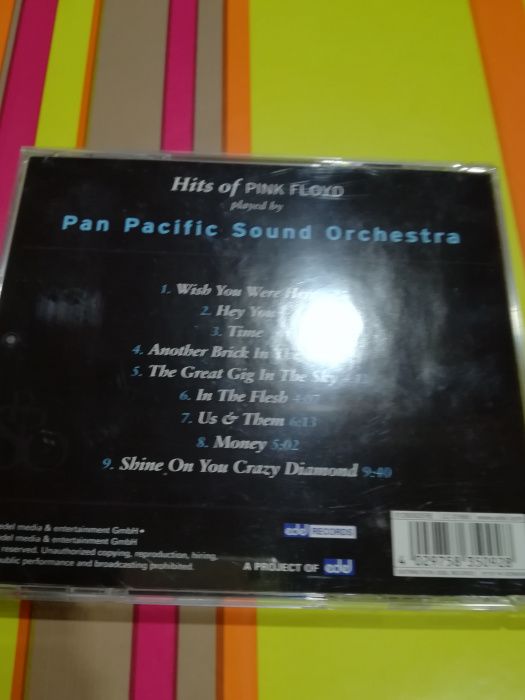 Hits of PINK FLOYD
played by
Pan Pacific Sound Orchestra
1. Wish You Were
2. Hey You
3. Time
4. Another Brick In
5. The Great Gig In The Sky
6. In The Flesh
7. Us & Them 6:13
8. Money 5:02
9. Shine On You Crazy Diamond 9:40
edel media & entertainment GmbH
edel media & entertainment GmbH
reserved. Unauthorized copying, reproduction, hiring,
public performance and broadcasting prohibited.
RECORDS
A PROJECT OF